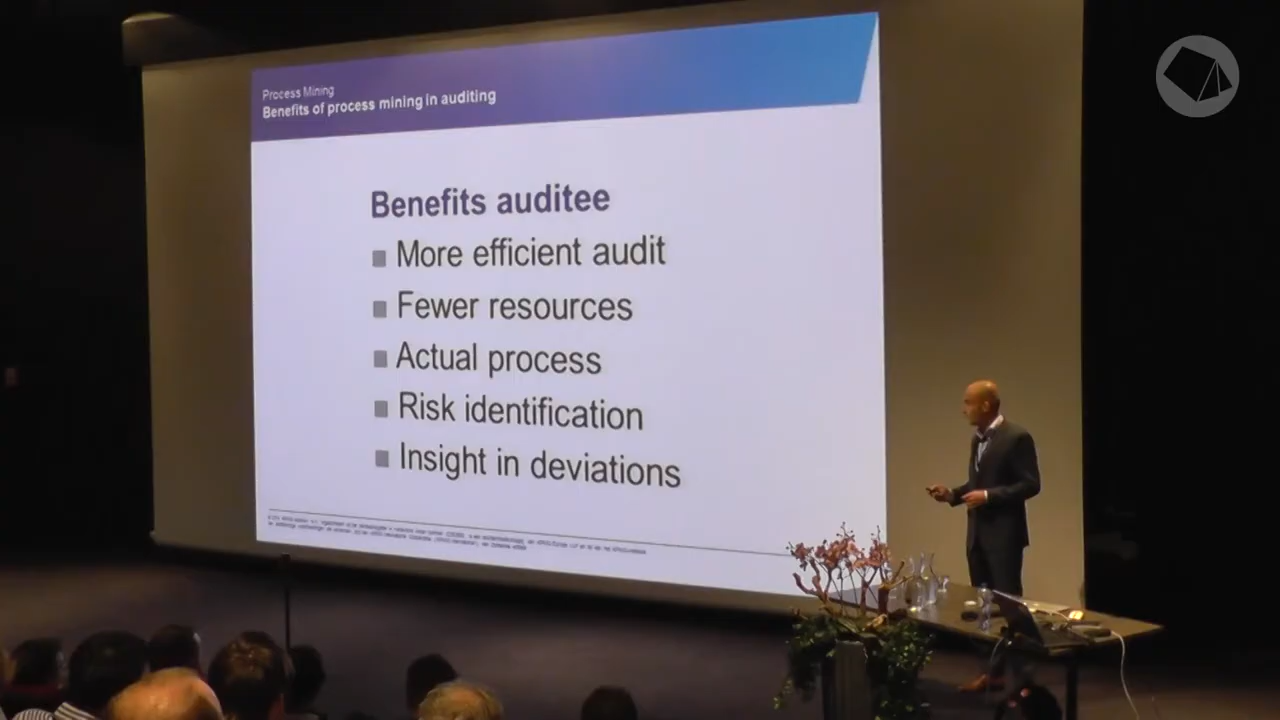 Process Mining
Benefits of process mining in auditing
Benefits auditee
More efficient audit
Fewer resources
Actual process
Risk identification
Insight in deviations